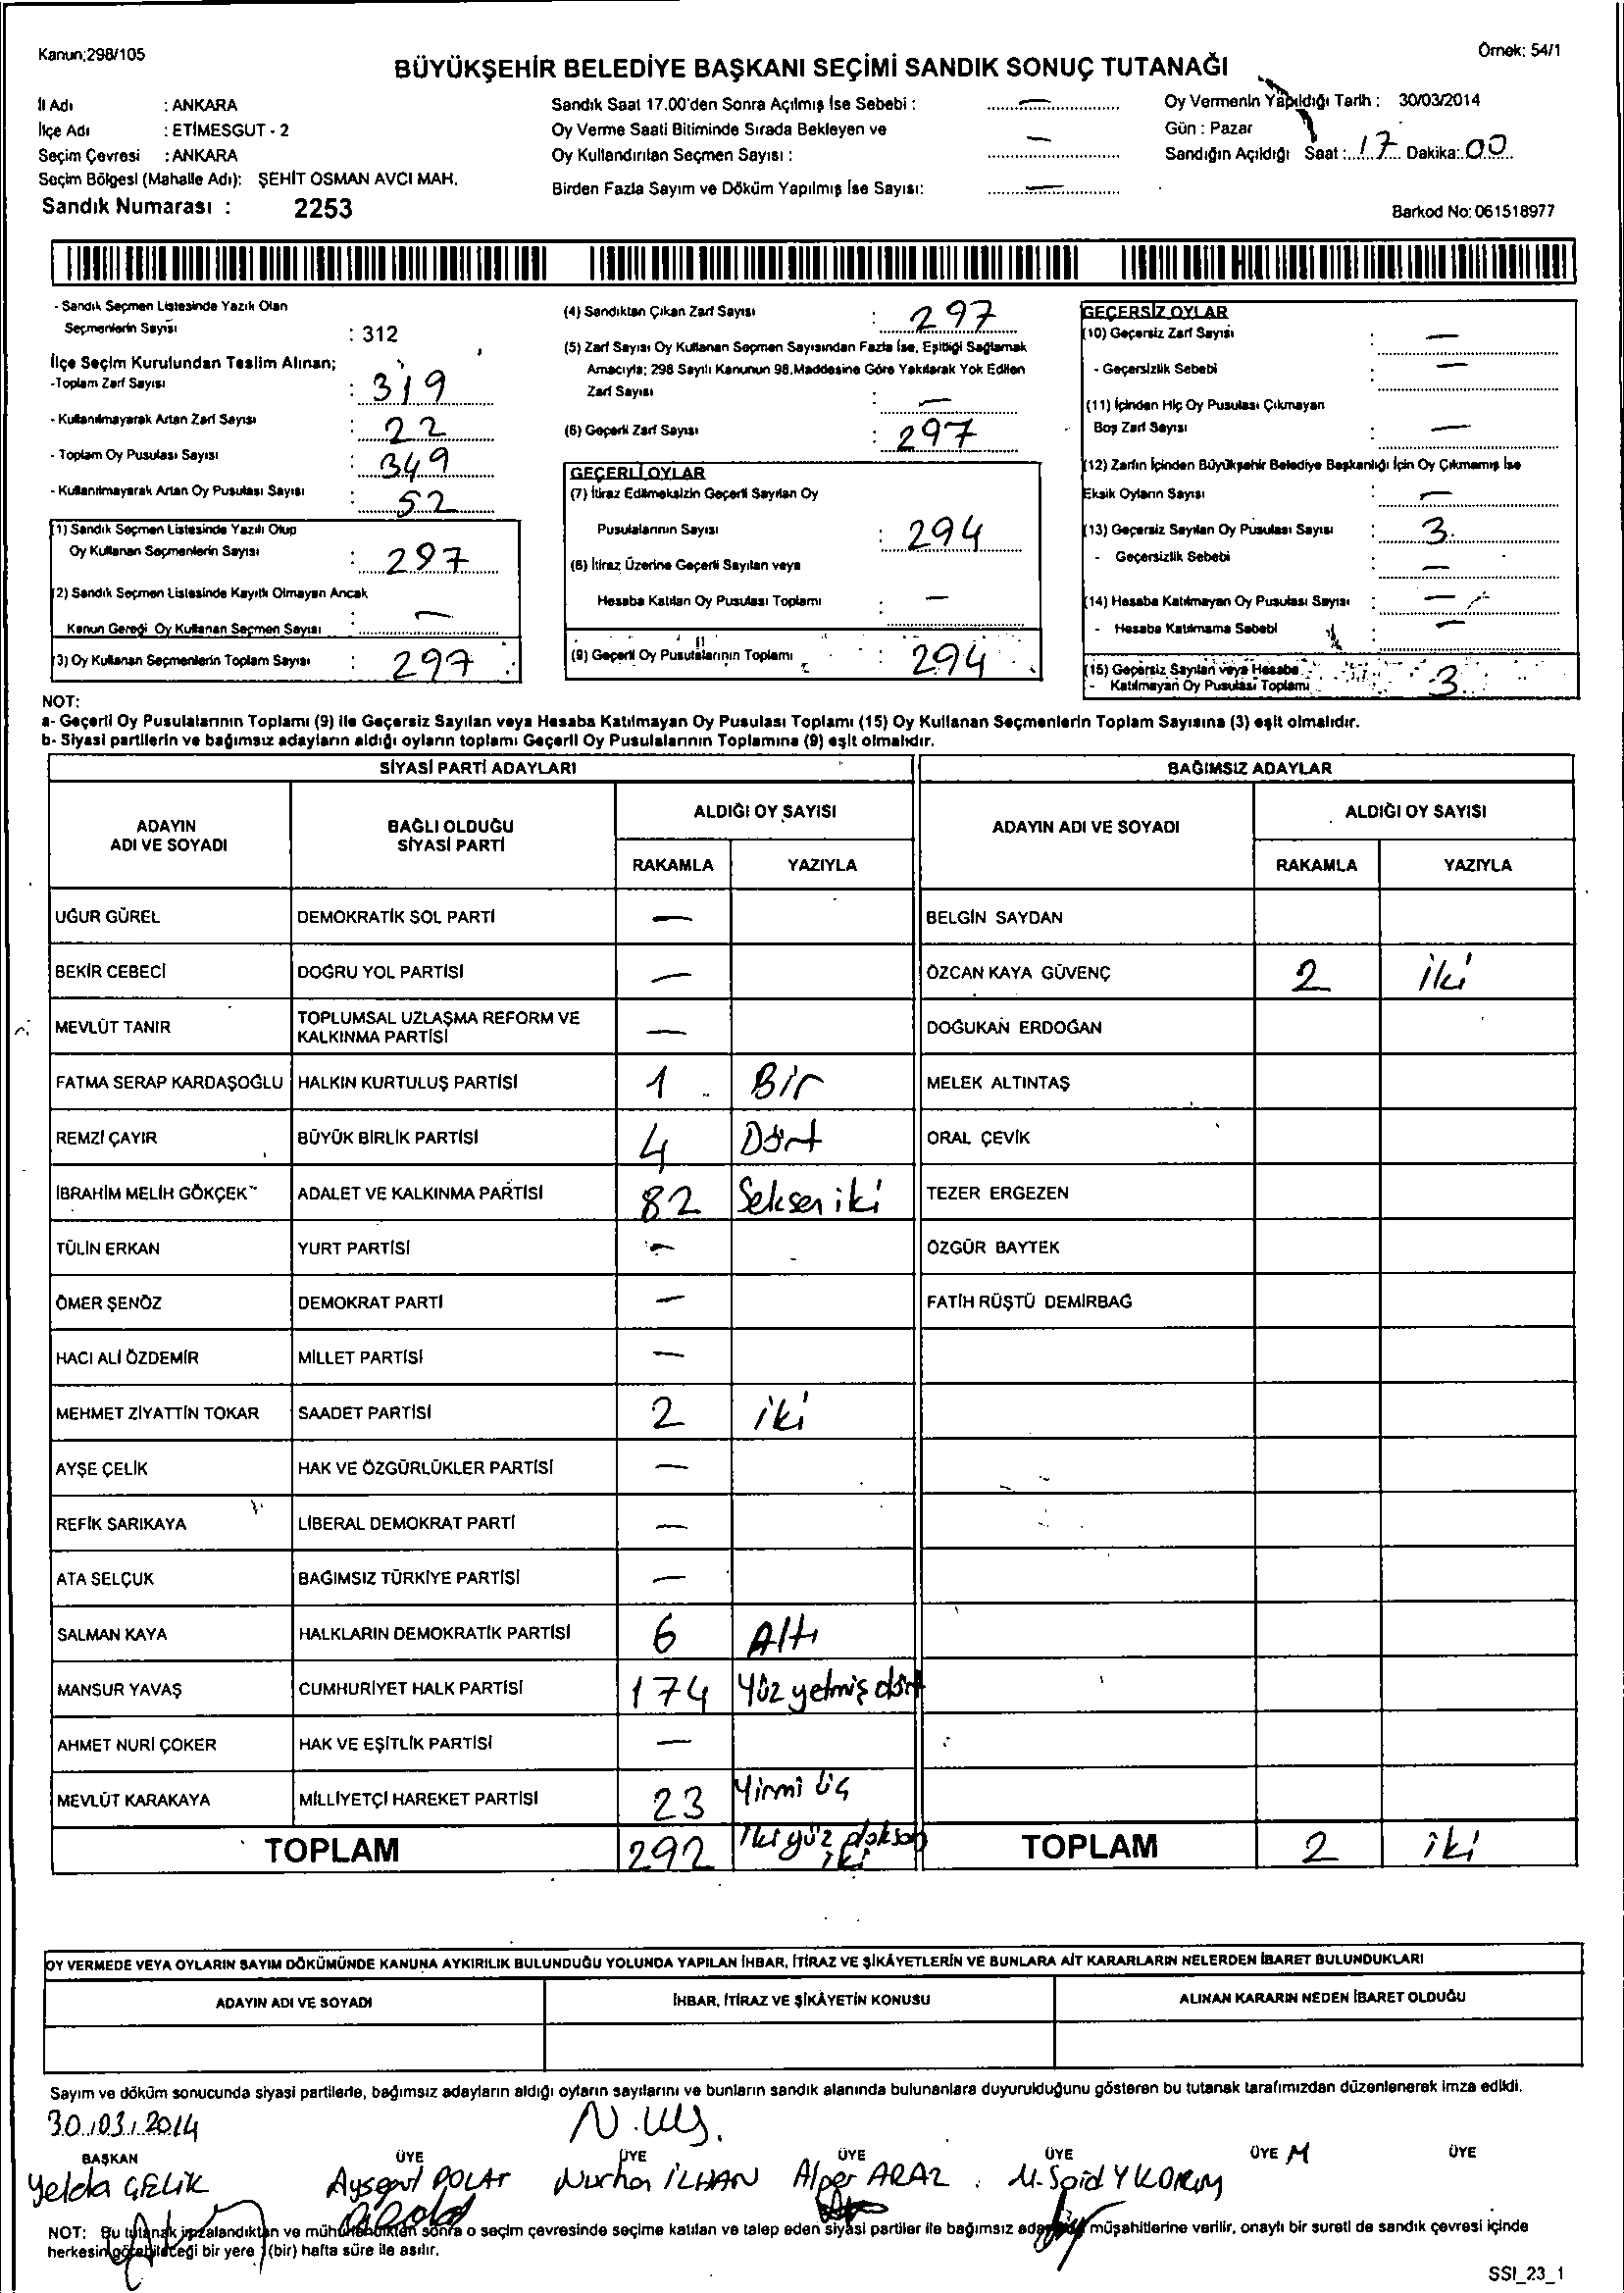 Kanun;298/105
Örnek: 54/1
BÜYÜKŞEHİR BELEDİYE BAŞKANI SEÇİMİ SANDIK SONUÇ TUTANAĞI
İl Adı : ANKARA
İlçe Adı : ETİMESGUT - 2
Seçim Çevresi : ANKARA
Seçim Bölgesi (Mahalle Adı): ŞEHİT OSMAN AVCI MAH.
Sandık Numarası : 2253
Sandık Saat 17.00'den Sonra Açılmış İse Sebebi : —
Oy Verme Saati Bitiminde Sırada Bekleyen ve
Oy Kullandırılan Seçmen Sayısı : —
Birden Fazla Sayım ve Döküm Yapılmış İse Sayısı: —
Oy Vermenin Yapıldığı Tarih : 30/03/2014
Gün : Pazar
Sandığın Açıldığı Saat : 17 Dakika: 00
Barkod No: 061518977
- Sandık Seçmen Listesinde Yazılı Olan
Seçmenlerin Sayısı : 312
İlçe Seçim Kurulundan Teslim Alınan;
-Toplam Zarf Sayısı : 319
- Kullanılmayarak Artan Zarf Sayısı : 22
- Toplam Oy Pusulası Sayısı : 349
- Kullanılmayarak Artan Oy Pusulası Sayısı : 52
(1) Sandık Seçmen Listesinde Yazılı Olup
Oy Kullanan Seçmenlerin Sayısı : 297
(2) Sandık Seçmen Listesinde Kayıtlı Olmayan Ancak
Kanun Gereği Oy Kullanan Seçmen Sayısı : —
(3) Oy Kullanan Seçmenlerin Toplam Sayısı : 297
(4) Sandıktan Çıkan Zarf Sayısı : 297
(5) Zarf Sayısı Oy Kullanan Seçmen Sayısından Fazla İse, Eşitliği Sağlamak
Amacıyla; 298 Sayılı Kanunun 98.Maddesine Göre Yakılarak Yok Edilen
Zarf Sayısı : —
(6) Geçerli Zarf Sayısı : 297
GEÇERLİ OYLAR
(7) İtiraz Edilmeksizin Geçerli Sayılan Oy
Pusulalarının Sayısı : 294
(8) İtiraz Üzerine Geçerli Sayılan veya
Hesaba Katılan Oy Pusulası Toplamı : —
(9) Geçerli Oy Pusulalarının Toplamı : 294
GEÇERSİZ OYLAR
(10) Geçersiz Zarf Sayısı : —
- Geçersizlik Sebebi : —
(11) İçinden Hiç Oy Pusulası Çıkmayan
Boş Zarf Sayısı : —
(12) Zarfın İçinden Büyükşehir Belediye Başkanlığı İçin Oy Çıkmamış İse
Eksik Oyların Sayısı : —
(13) Geçersiz Sayılan Oy Pusulası Sayısı : 3
- Geçersizlik Sebebi : —
(14) Hesaba Katılmayan Oy Pusulası Sayısı : —
- Hesaba Katılmama Sebebi : —
(15) Geçersiz Sayılan veya Hesaba
- Katılmayan Oy Pusulası Toplamı : 3
NOT:
a- Geçerli Oy Pusulalarının Toplamı (9) ile Geçersiz Sayılan veya Hesaba Katılmayan Oy Pusulası Toplamı (15) Oy Kullanan Seçmenlerin Toplam Sayısına (3) eşit olmalıdır.
b- Siyasi partilerin ve bağımsız adayların aldığı oyların toplamı Geçerli Oy Pusulalarının Toplamına (9) eşit olmalıdır.
SİYASİ PARTİ ADAYLARI BAĞIMSIZ ADAYLAR
ADAYIN ADI VE SOYADI BAĞLI OLDUĞU SİYASİ PARTİ ALDIĞI OY SAYISI ADAYIN ADI VE SOYADI ALDIĞI OY SAYISI
RAKAMLA YAZIYLA RAKAMLA YAZIYLA
UĞUR GÜREL DEMOKRATİK SOL PARTİ — BELGİN SAYDAN
BEKİR CEBECİ DOĞRU YOL PARTİSİ — ÖZCAN KAYA GÜVENÇ 2 iki
MEVLÜT TANIR TOPLUMSAL UZLAŞMA REFORM VE KALKINMA PARTİSİ — DOĞUKAN ERDOĞAN
FATMA SERAP KARDAŞOĞLU HALKIN KURTULUŞ PARTİSİ 1 Bir MELEK ALTINTAŞ
REMZİ ÇAYIR BÜYÜK BİRLİK PARTİSİ 4 Dört ORAL ÇEVİK
İBRAHİM MELİH GÖKÇEK ADALET VE KALKINMA PARTİSİ 82 Seksen iki TEZER ERGEZEN
TÜLİN ERKAN YURT PARTİSİ — ÖZGÜR BAYTEK
ÖMER ŞENÖZ DEMOKRAT PARTİ — FATİH RÜŞTÜ DEMİRBAĞ
HACI ALİ ÖZDEMİR MİLLET PARTİSİ —
MEHMET ZİYATTİN TOKAR SAADET PARTİSİ 2 iki
AYŞE ÇELİK HAK VE ÖZGÜRLÜKLER PARTİSİ —
REFİK SARIKAYA LİBERAL DEMOKRAT PARTİ —
ATA SELÇUK BAĞIMSIZ TÜRKİYE PARTİSİ —
SALMAN KAYA HALKLARIN DEMOKRATİK PARTİSİ 6 Altı
MANSUR YAVAŞ CUMHURİYET HALK PARTİSİ 174 Yüz yetmiş dört
AHMET NURİ ÇOKER HAK VE EŞİTLİK PARTİSİ —
MEVLÜT KARAKAYA MİLLİYETÇİ HAREKET PARTİSİ 23 Yirmi üç
TOPLAM 292 İki yüz doksan iki TOPLAM 2 iki
OY VERMEDE VEYA OYLARIN SAYIM DÖKÜMÜNDE KANUNA AYKIRILIK BULUNDUĞU YOLUNDA YAPILAN İHBAR, İTİRAZ VE ŞİKÂYETLERİN VE BUNLARA AİT KARARLARIN NELERDEN İBARET BULUNDUKLARI
ADAYIN ADI VE SOYADI İHBAR, İTİRAZ VE ŞİKÂYETİN KONUSU ALINAN KARARIN NEDEN İBARET OLDUĞU
Sayım ve döküm sonucunda siyasi partilerle, bağımsız adayların aldığı oyların sayılarını ve bunların sandık alanında bulunanlara duyurulduğunu gösteren bu tutanak tarafımızdan düzenlenerek imza edildi.
30/03/2014
BAŞKAN ÜYE ÜYE ÜYE ÜYE ÜYE M ÜYE
Yelda ÇELİK Ayşegül POLAT Nurhan İLHAN Alper ARAZ M. Said
NOT: Bu tutanak imzalandıktan ve mühürlendikten sonra o seçim çevresinde seçime katılan ve talep eden siyasi partiler ile bağımsız aday müşahitlerine verilir, onaylı bir sureti de sandık çevresi içinde
herkesin görebileceği bir yere 1(bir) hafta süre ile asılır.
SSI_23_1